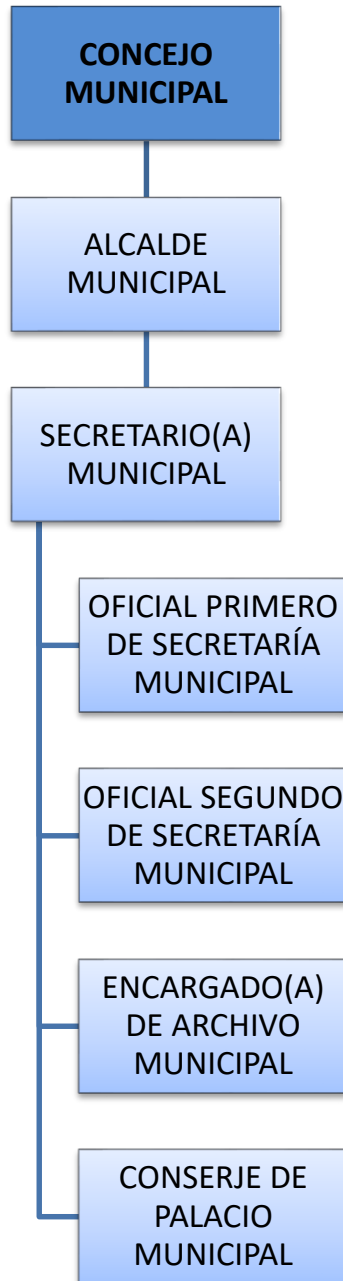 CONCEJO
MUNICIPAL
ALCALDE
MUNICIPAL
SECRETARIO(A)
MUNICIPAL
OFICIAL PRIMERO
DE SECRETARÍA
MUNICIPAL
OFICIAL SEGUNDO
DE SECRETARÍA
MUNICIPAL
ENCARGADO(A)
DE ARCHIVO
MUNICIPAL
CONSERJE DE
PALACIO
MUNICIPAL